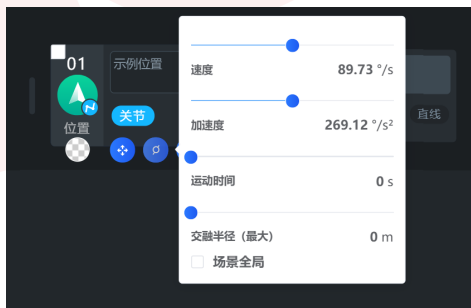 01
示例位置
关节
位置
直线
速度 89.73 °/s
加速度 269.12 °/s²
运动时间 0 s
交融半径（最大） 0 m
场景全局